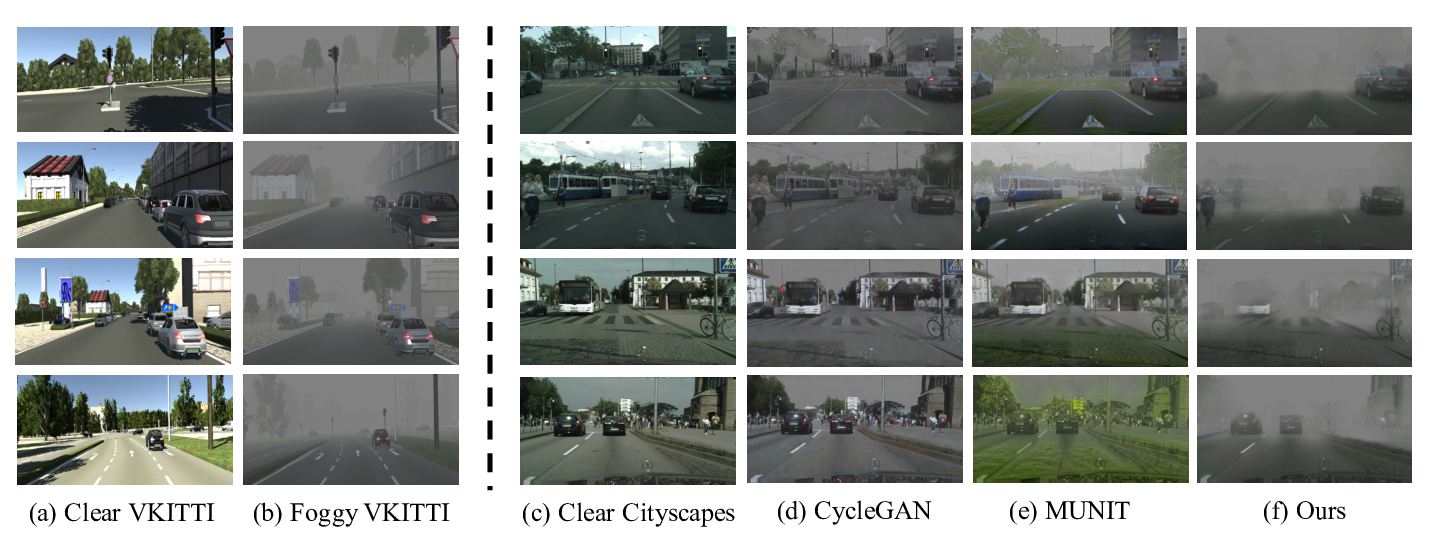 (a) Clear VKITTI
(b) Foggy VKITTI
(c) Clear Cityscapes
(d) CycleGAN
(e) MUNIT
(f) Ours